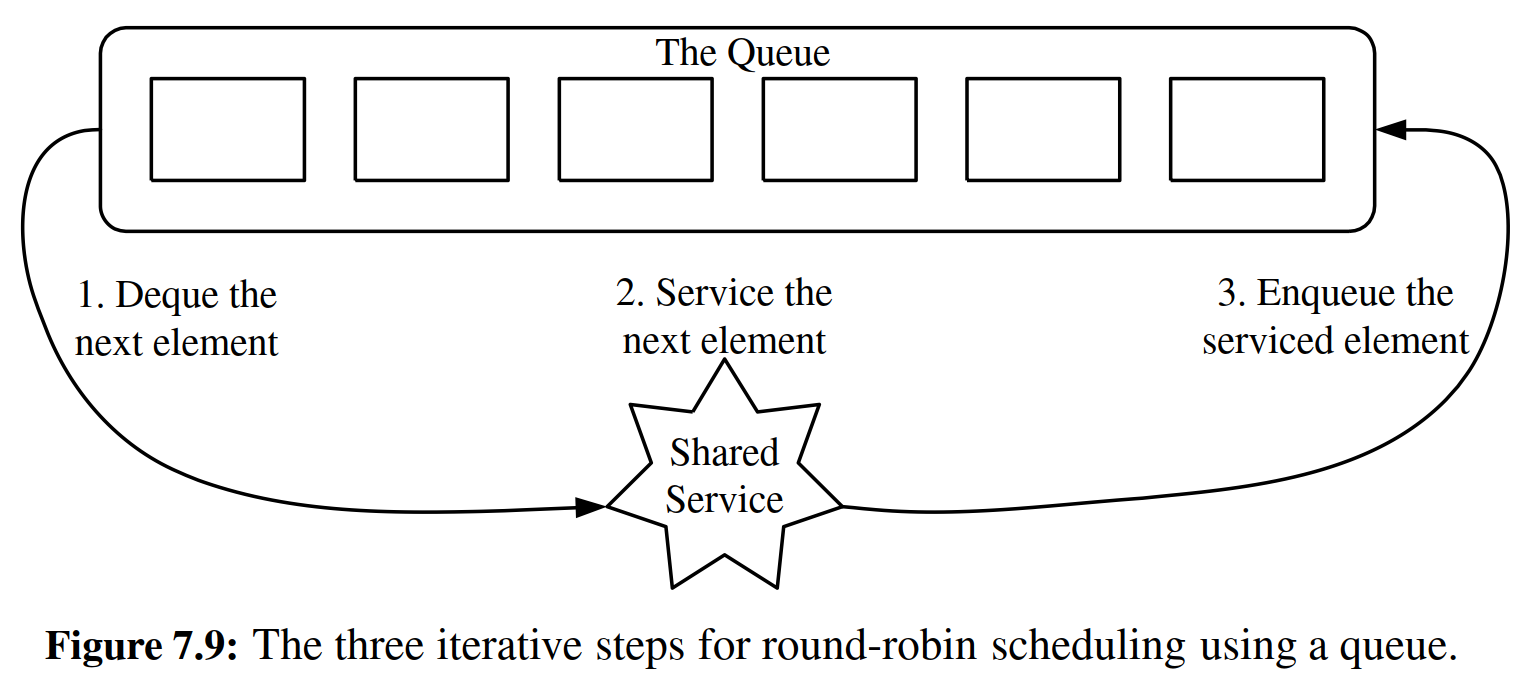 The Queue
1. Deque the
next element
2. Service the
next element
3. Enqueue the
serviced element
Shared
Service
Figure 7.9: The three iterative steps for round-robin scheduling using a queue.